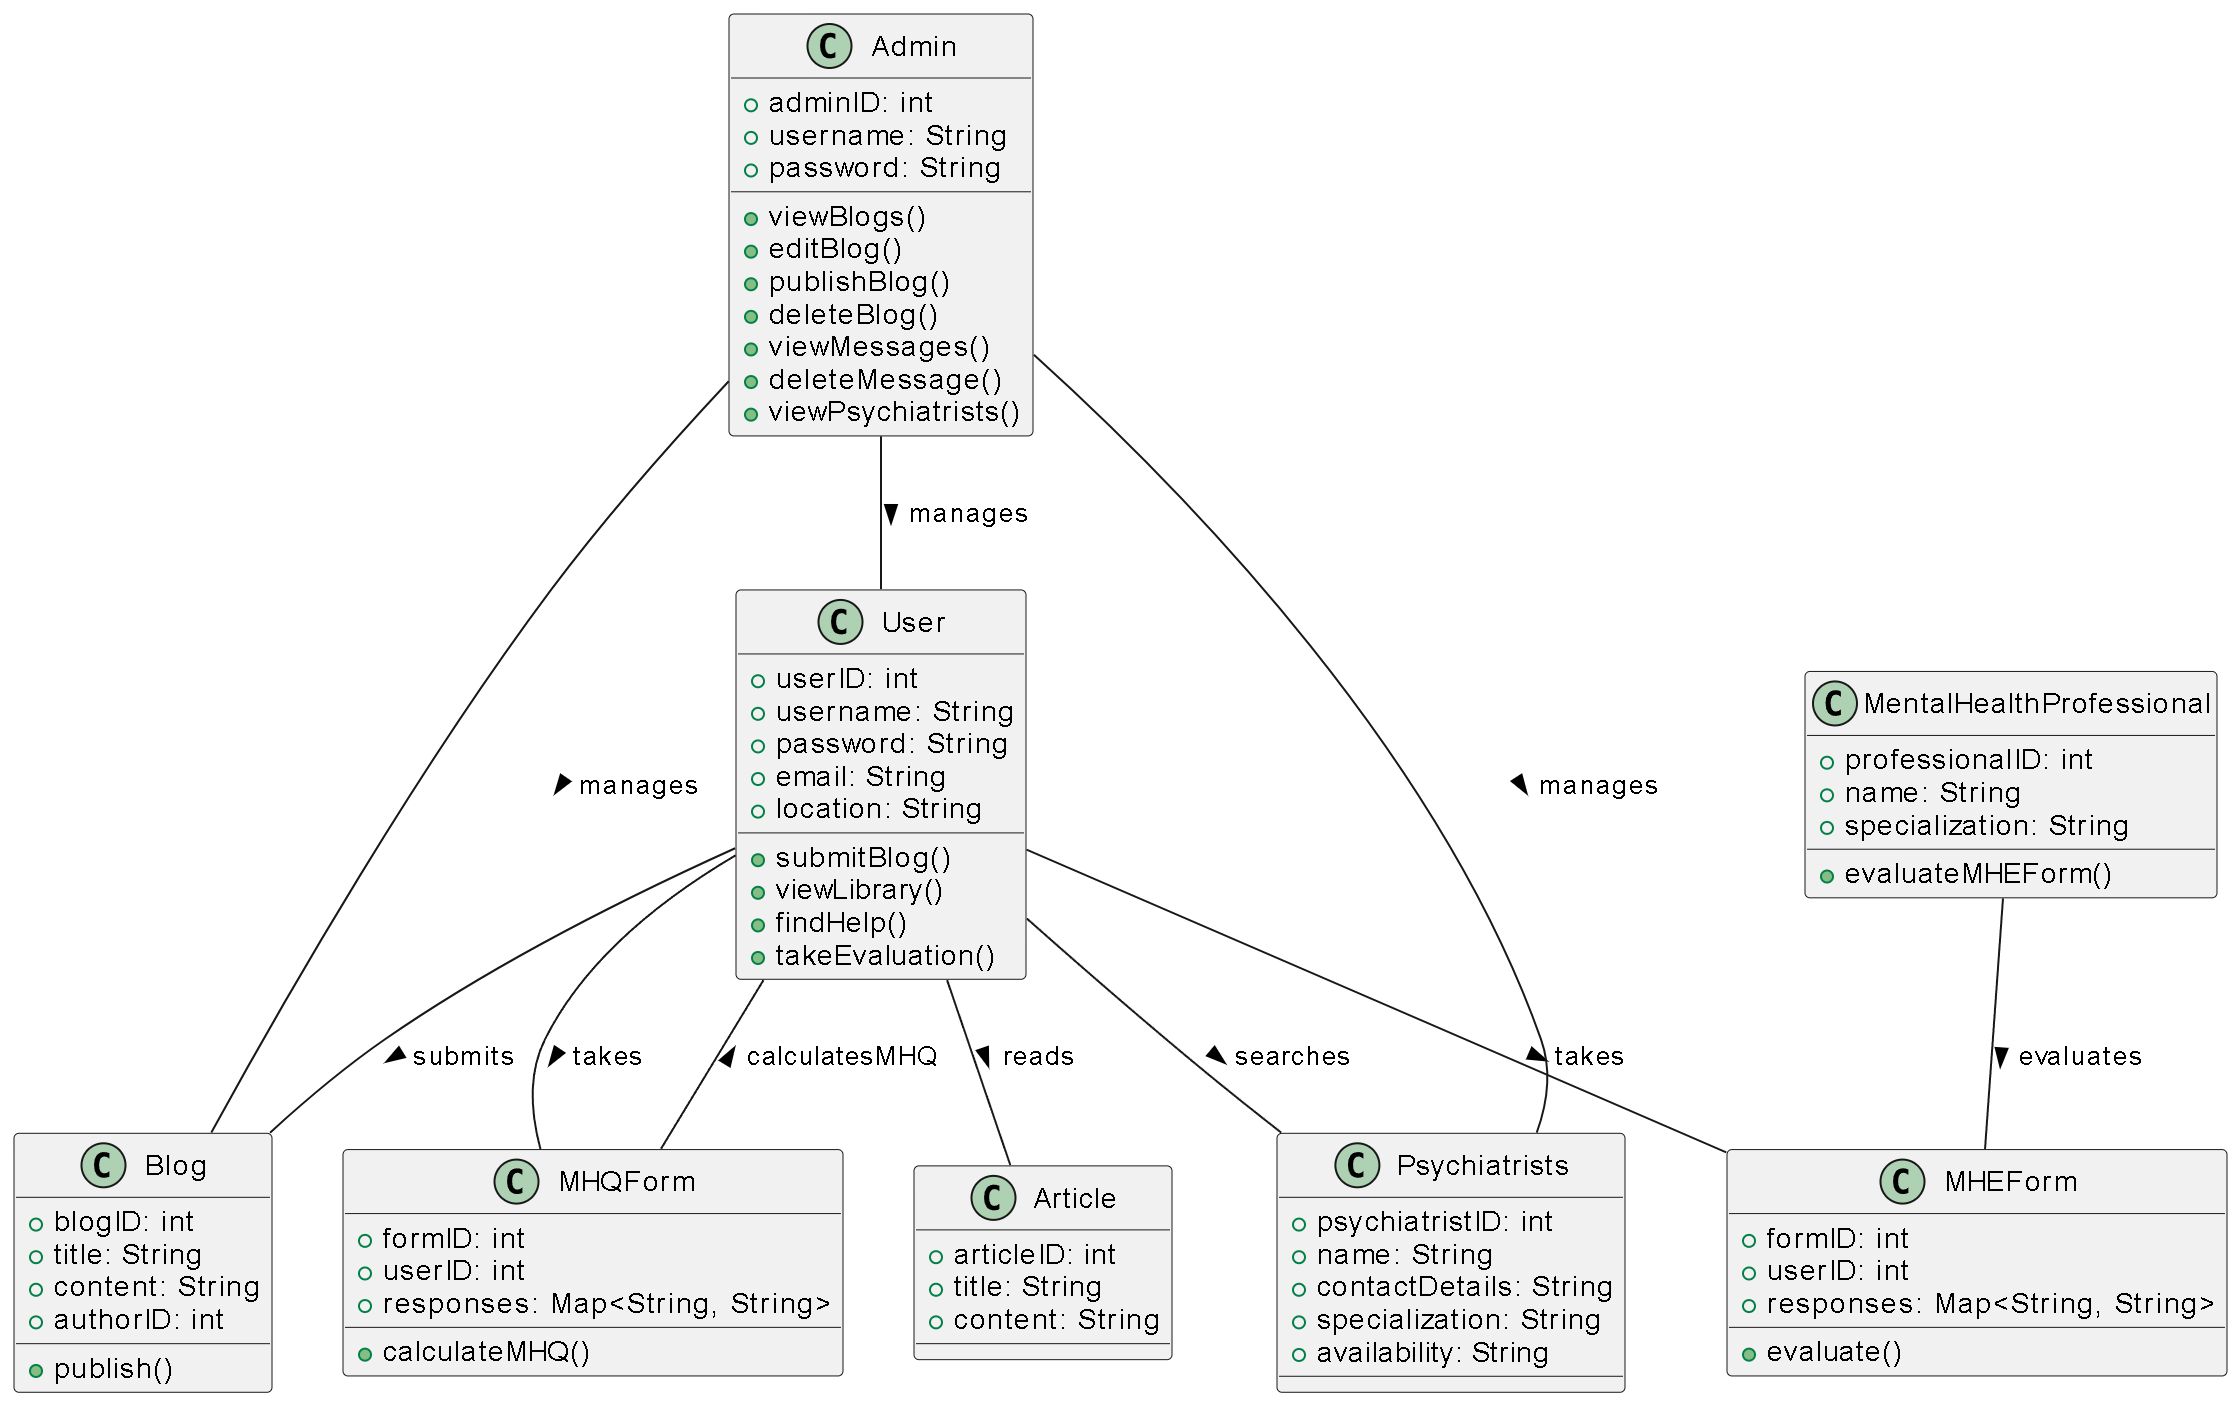 C Admin
adminID: int
username: String
password: String
viewBlogs()
editBlog()
publishBlog()
deleteBlog()
viewMessages()
deleteMessage()
viewPsychiatrists()
manages
C User
userID: int
username: String
password: String
email: String
location: String
submitBlog()
viewLibrary()
findHelp()
takeEvaluation()
manages
manages
C MentalHealthProfessional
professionalID: int
name: String
specialization: String
evaluateMHEForm()
submits
takes
calculatesMHQ
reads
searches
takes
evaluates
C Blog
blogID: int
title: String
content: String
authorID: int
publish()
C MHQForm
formID: int
userID: int
responses: Map<String, String>
calculateMHQ()
C Article
articleID: int
title: String
content: String
C Psychiatrists
psychiatristID: int
name: String
contactDetails: String
specialization: String
availability: String
C MHEForm
formID: int
userID: int
responses: Map<String, String>
evaluate()